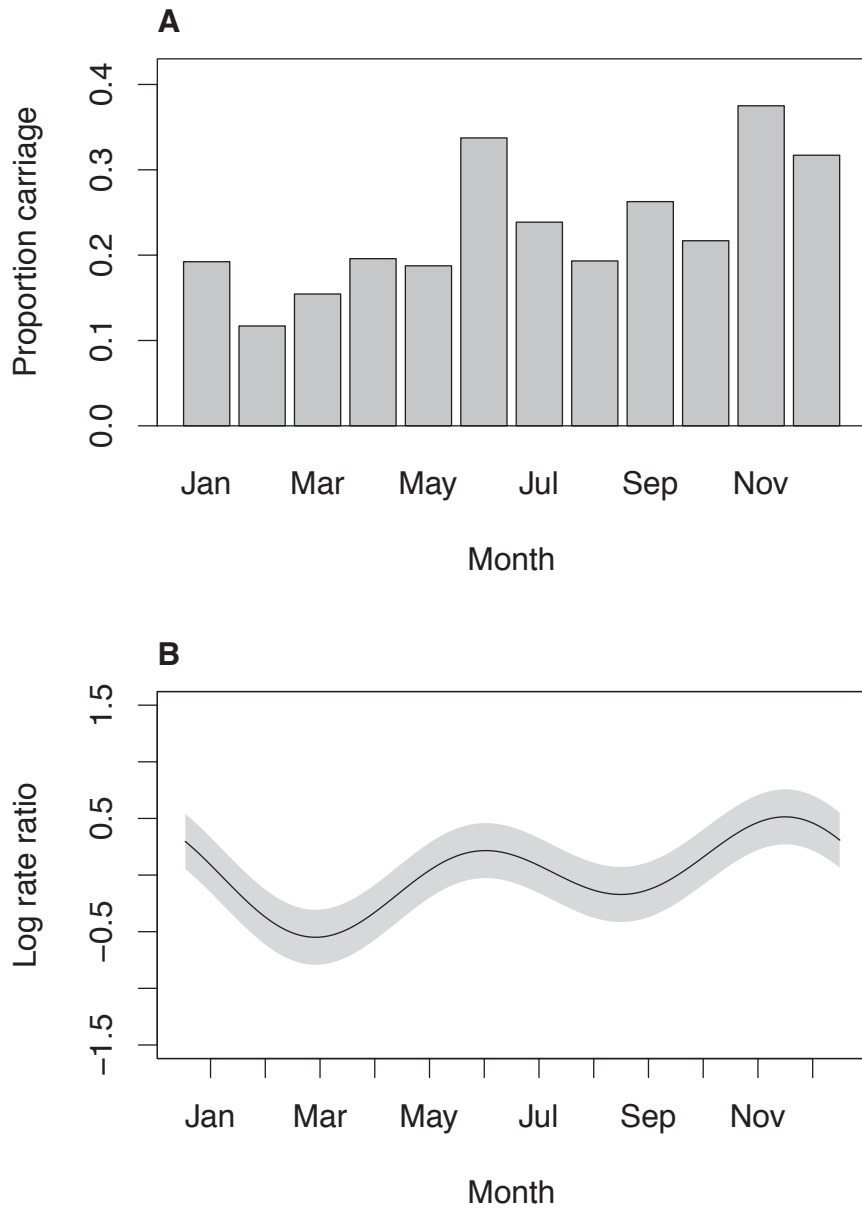 A
Proportion carriage
0.4
0.3
0.2
0.1
0.0
Jan Mar May Jul Sep Nov
Month
B
Log rate ratio
1.5
0.5
−0.5
−1.5
Jan Mar May Jul Sep Nov
Month